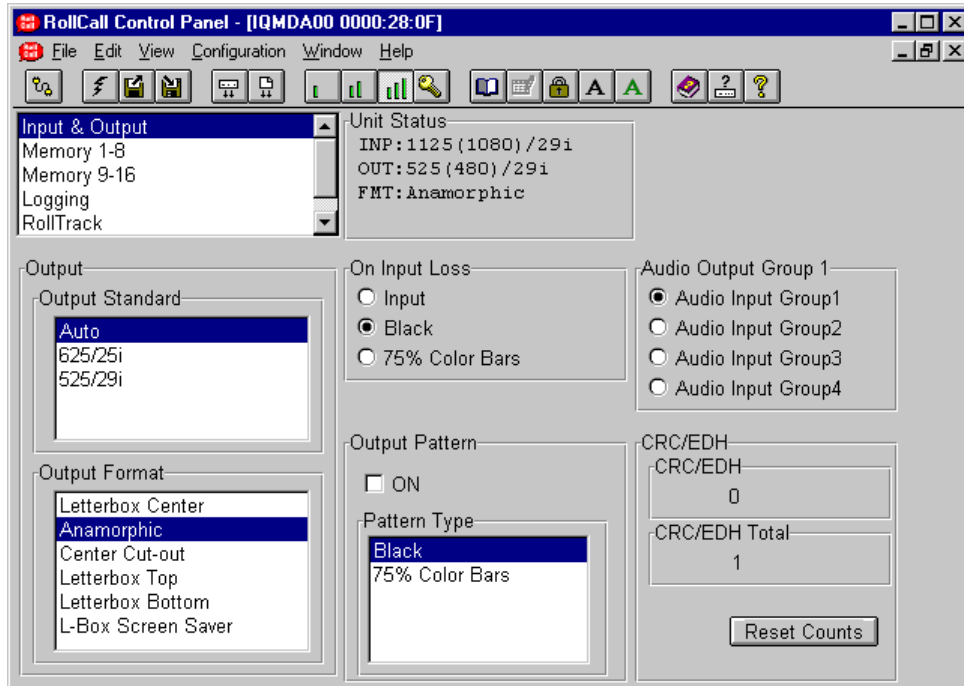 RollCall Control Panel - [IQMDA00 0000:28:0F]
File Edit View Configuration Window Help
A A
Input & Output
Memory 1-8
Memory 9-16
Logging
RollTrack
Unit Status
INP:1125(1080)/29i
OUT:525(480)/29i
FMT:Anamorphic
Output
Output Standard
Auto
625/25i
525/29i
Output Format
Letterbox Center
Anamorphic
Center Cut-out
Letterbox Top
Letterbox Bottom
L-Box Screen Saver
On Input Loss
Input
Black
75% Color Bars
Output Pattern
ON
Pattern Type
Black
75% Color Bars
Audio Output Group 1
Audio Input Group1
Audio Input Group2
Audio Input Group3
Audio Input Group4
CRC/EDH
CRC/EDH
0
CRC/EDH Total
1
Reset Counts